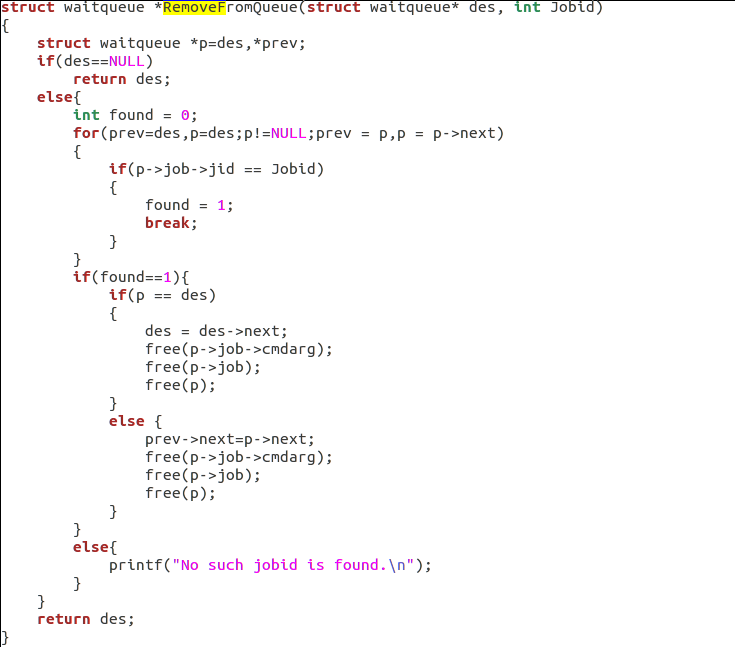 struct waitqueue *RemoveFromQueue(struct waitqueue* des, int Jobid)
{
    struct waitqueue *p=des,*prev;
    if(des==NULL)
        return des;
    else{
        int found = 0;
        for(prev=des,p=des;p!=NULL;prev = p,p = p->next)
        {
            if(p->job->jid == Jobid)
            {
                found = 1;
                break;
            }
        }
        if(found==1){
            if(p == des)
            {
                des = des->next;
                free(p->job->cmdarg);
                free(p->job);
                free(p);
            }
            else {
                prev->next=p->next;
                free(p->job->cmdarg);
                free(p->job);
                free(p);
            }
        }
        else{
            printf("No such jobid is found.\n");
        }
    }
    return des;
}